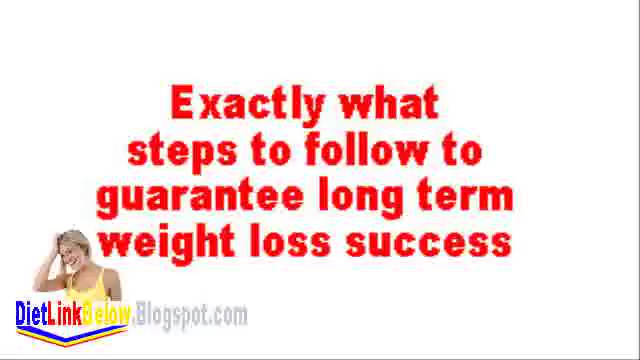 Exactly what
steps to follow to
guarantee long term
weight loss success
DietLinkBelow.Blogspot.com